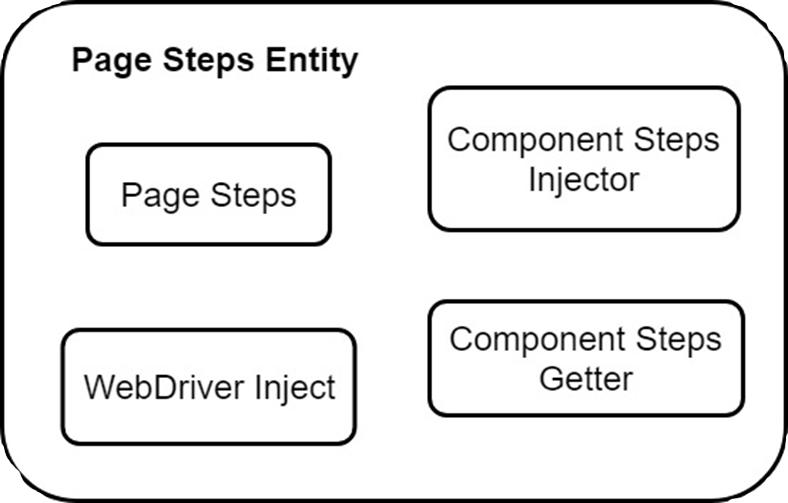 Page Steps Entity
Page Steps
Component Steps
Injector
WebDriver Inject
Component Steps
Getter